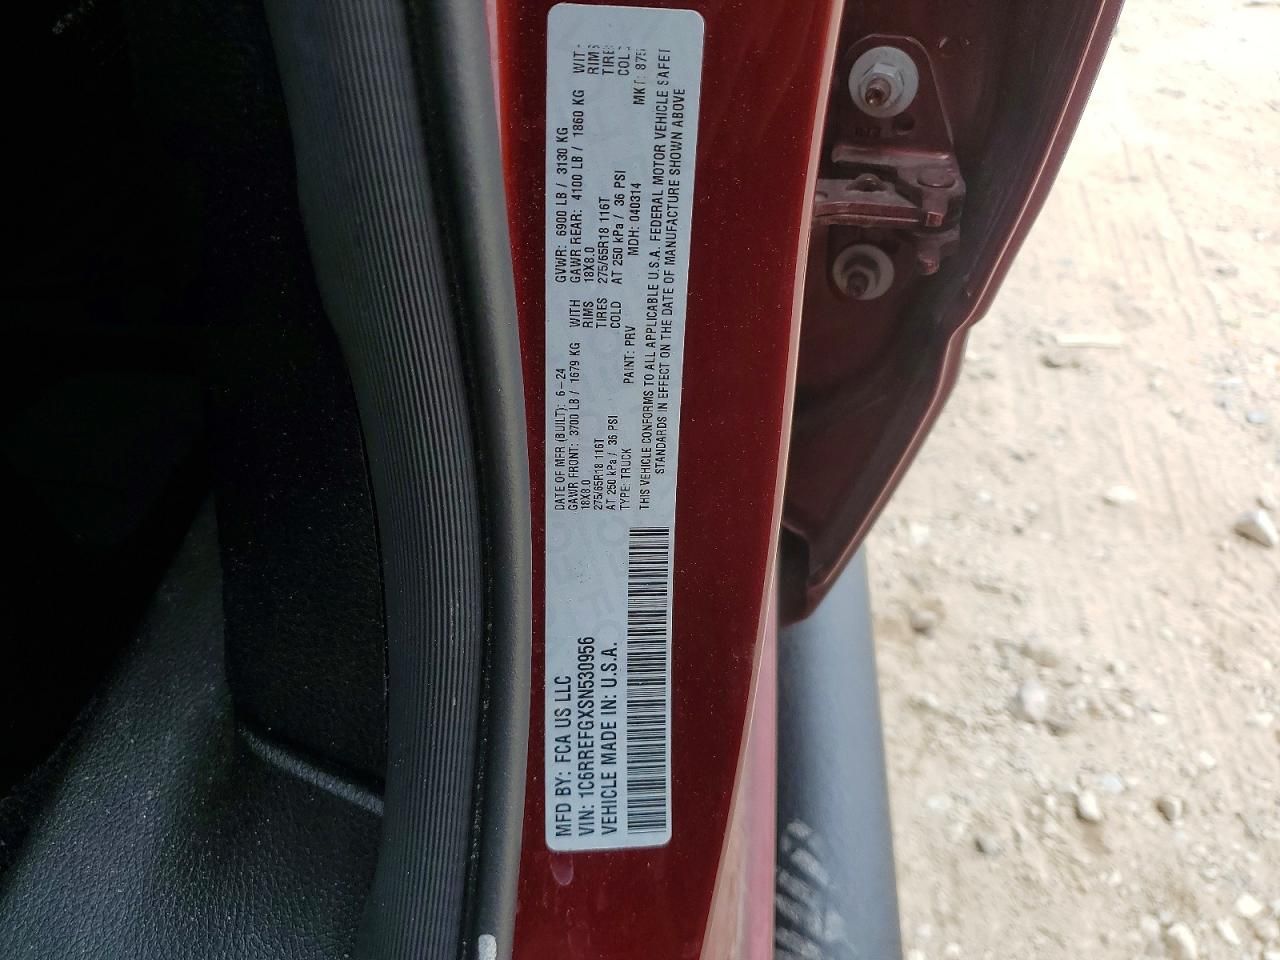 MFD BY: FCA US LLC
VIN: 1C6RREFGXSN530956
VEHICLE MADE IN: U.S.A.
DATE OF MFR (BUILT): 6-24
GVWR: 6900 LB / 3130 KG
GAWR FRONT: 3700 LB / 1679 KG WITH
18X8.0 RIMS
275/65R18 116T TIRES
AT 250 kPa / 36 PSI COLD
GAWR REAR: 4100 LB / 1860 KG
18X8.0
275/65R18 116T
AT 250 kPa / 36 PSI
TYPE: TRUCK PAINT: PRV MDH: 040314
THIS VEHICLE CONFORMS TO ALL APPLICABLE U.S.A. FEDERAL MOTOR VEHICLE SAFET
STANDARDS IN EFFECT ON THE DATE OF MANUFACTURE SHOWN ABOVE